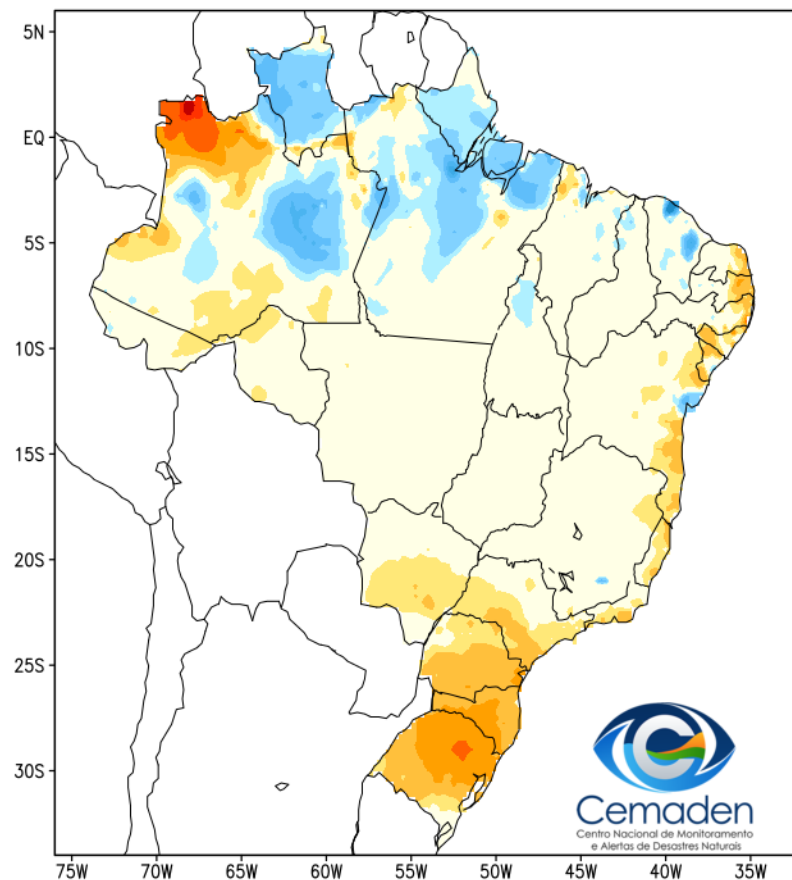 5N
EQ
5S
10S
15S
20S
25S
30S
75W 70W 65W 60W 55W 50W 45W 40W 35W
Cemaden
Centro Nacional de Monitoramento
e Alertas de Desastres Naturais